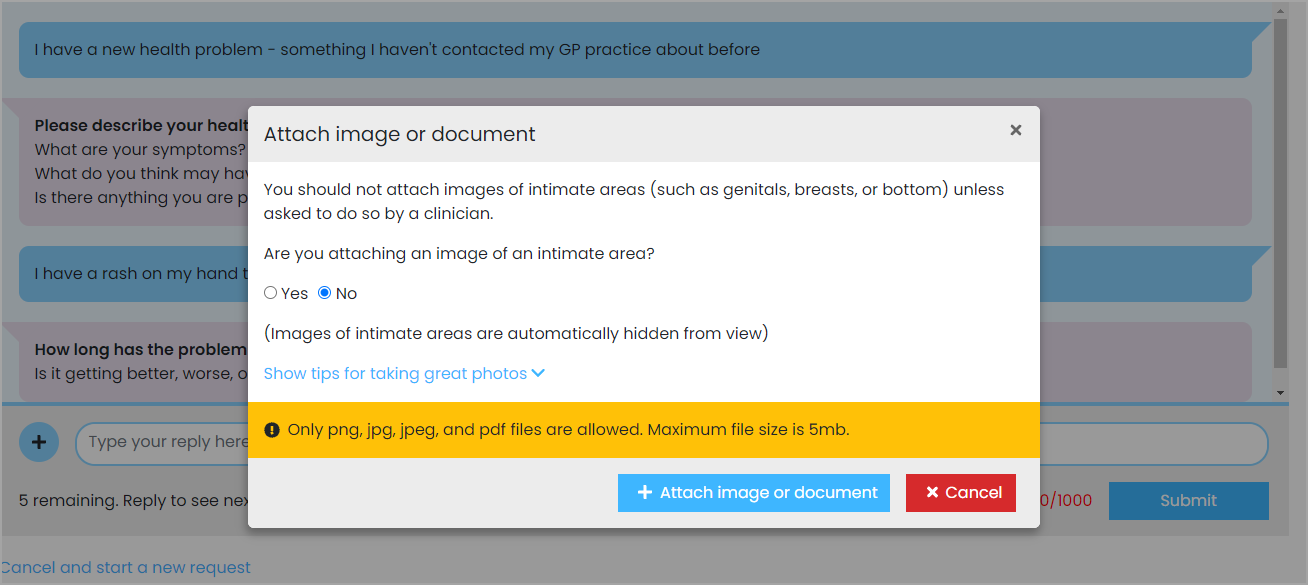 I have a new health problem - something I haven't contacted my GP practice about before
Please describe your healt
What are your symptoms?
What do you think may hav
Is there anything you are p
I have a rash on my hand t
How long has the problem
Is it getting better, worse, o
Attach image or document
You should not attach images of intimate areas (such as genitals, breasts, or bottom) unless
asked to do so by a clinician.
Are you attaching an image of an intimate area?
Yes No
(Images of intimate areas are automatically hidden from view)
Show tips for taking great photos
Only png, jpg, jpeg, and pdf files are allowed. Maximum file size is 5mb.
Attach image or document Cancel
Type your reply here
5 remaining. Reply to see nex
0/1000 Submit
Cancel and start a new request